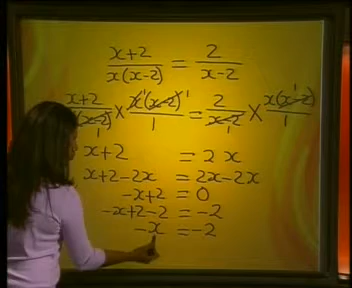 x+2 / x(x-2) = 2 / x-2
x+2 / x(x-2) × x(x-2) / 1 = 2 / x-2 × x(x-2) / 1
x+2 = 2x
x+2-2x = 2x-2x
-x+2 = 0
-x+2-2 = -2
-x = -2